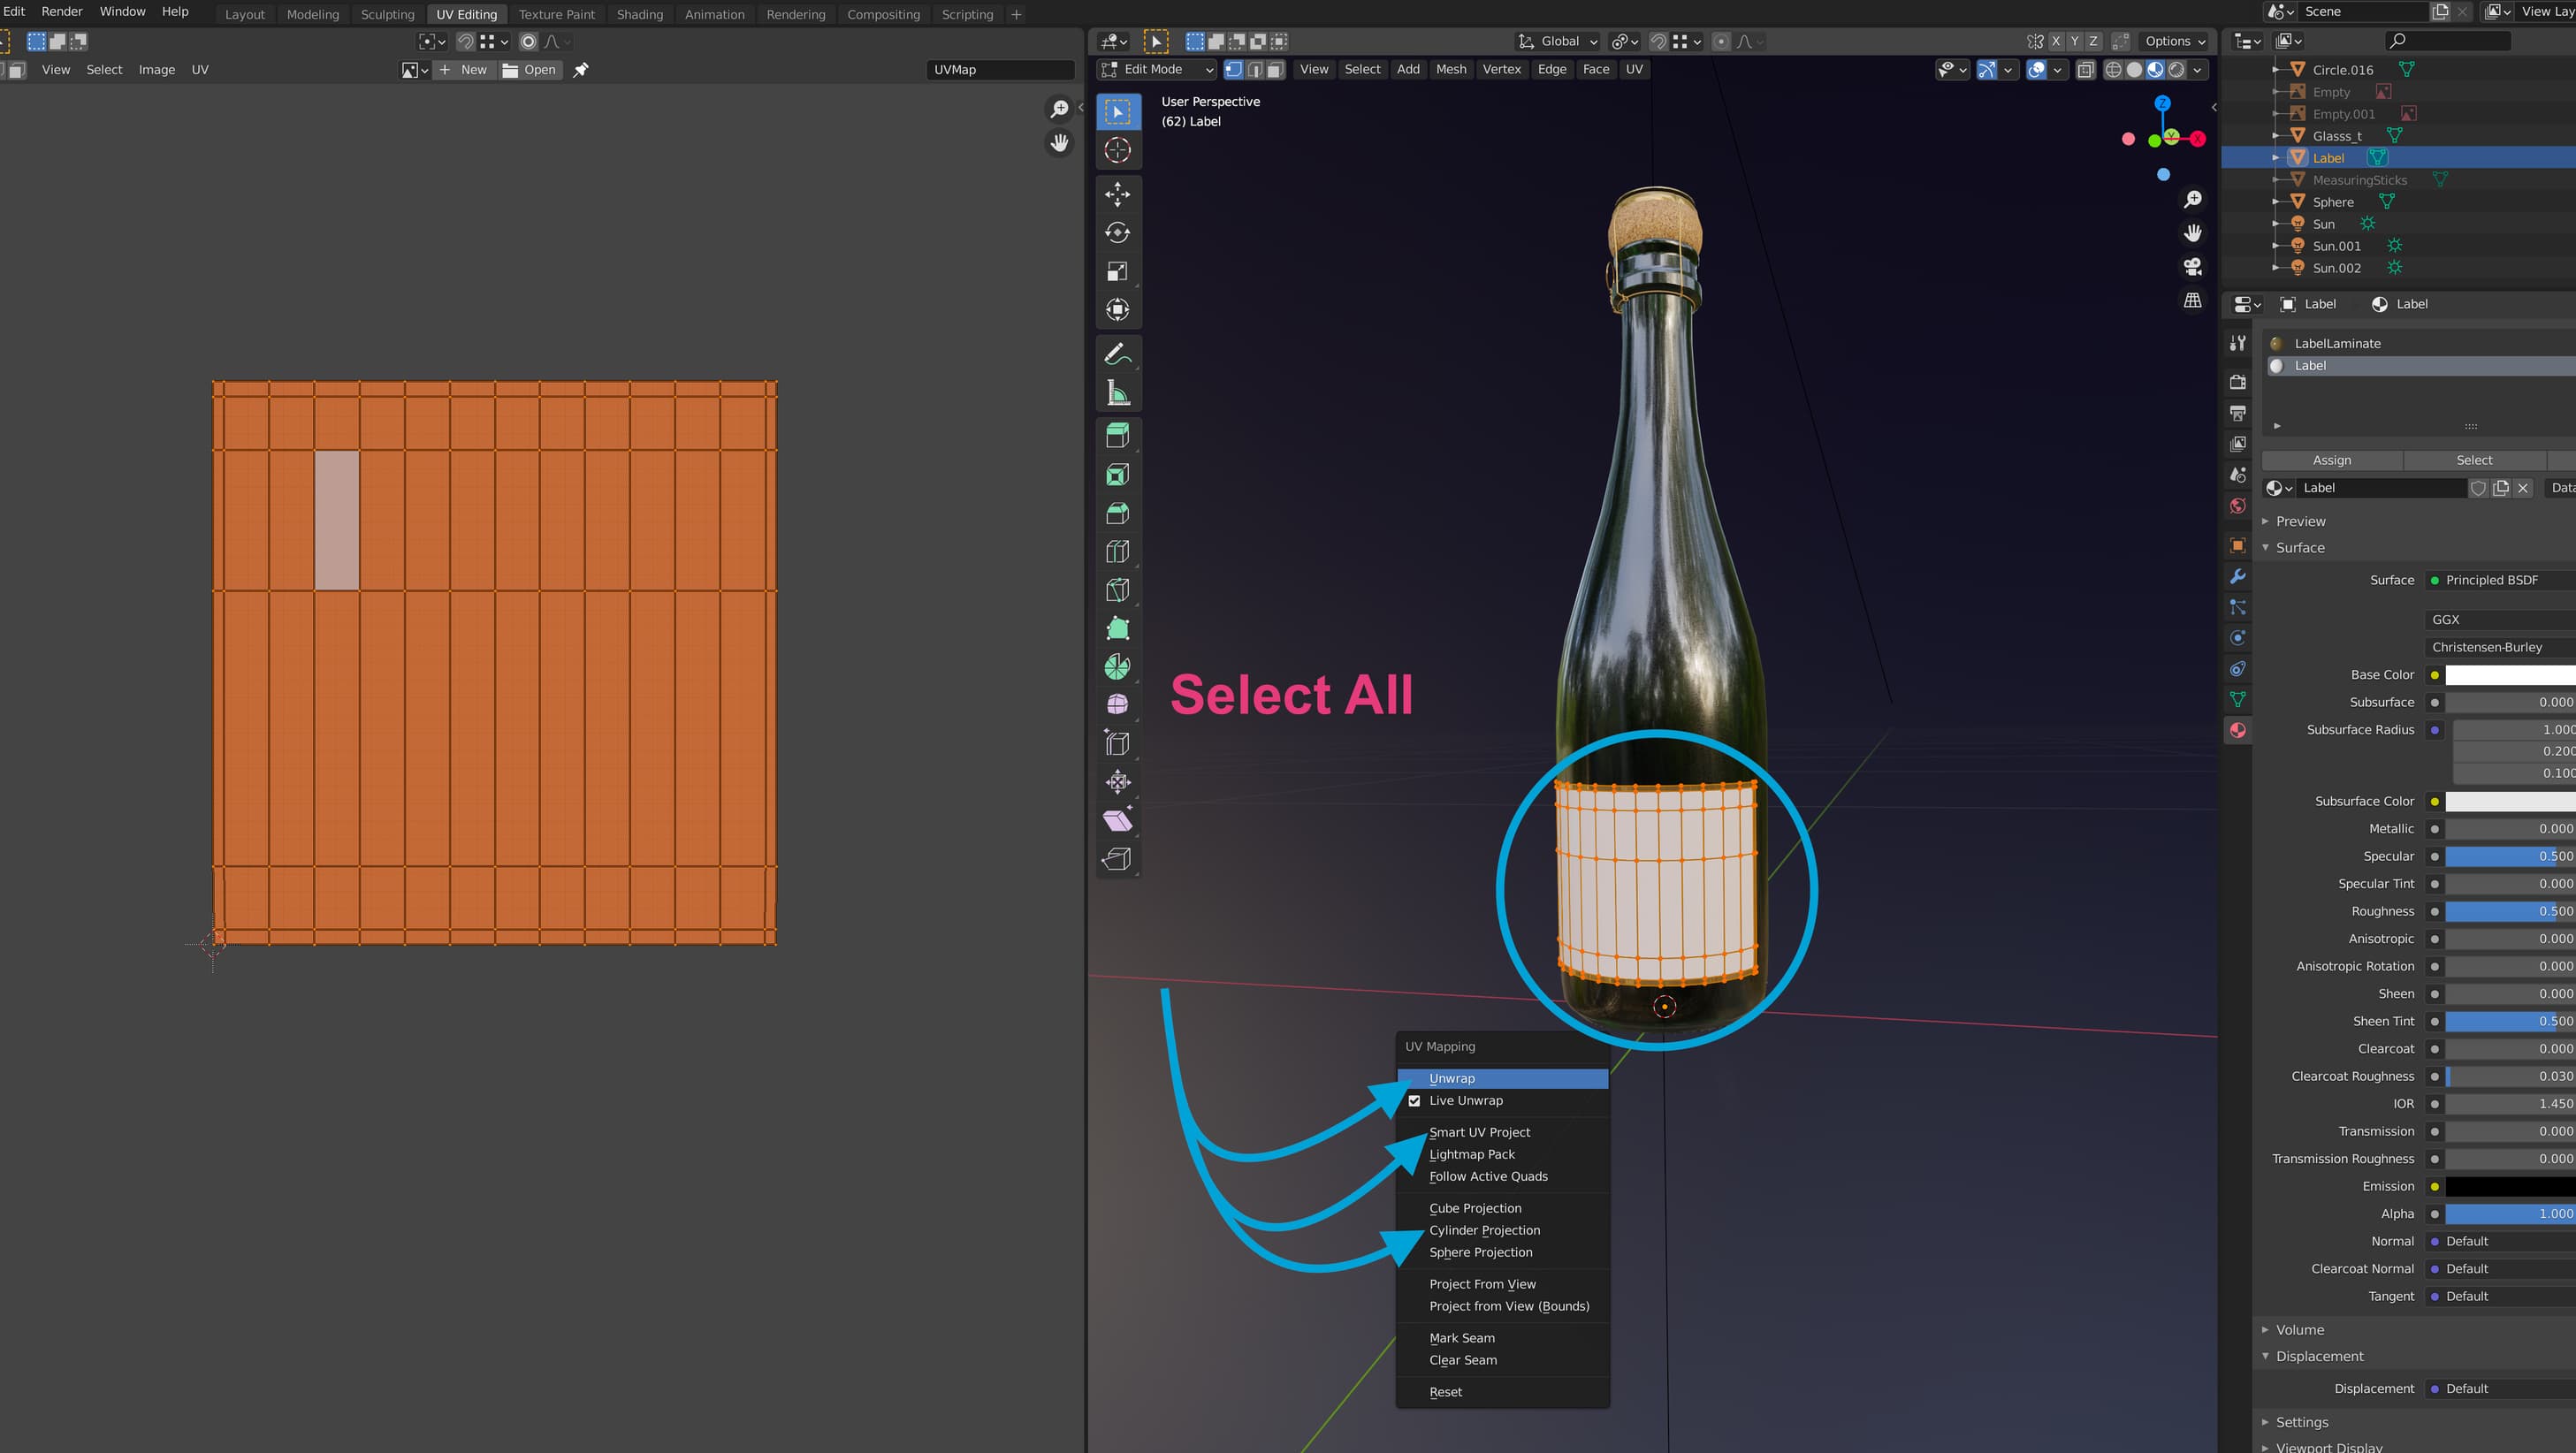 Edit Render Window Help Layout Modeling Sculpting UV Editing Texture Paint Shading Animation Rendering Compositing Scripting + Scene View Lay
Global X Y Z Options
View Select Image UV + New Open UVMap Edit Mode View Select Add Mesh Vertex Edge Face UV
User Perspective
(62) Label
Z
X
Y
Circle.016
Empty
Empty.001
Glasss_t
Label
MeasuringSticks
Sphere
Sun
Sun.001
Sun.002
Label Label
LabelLaminate
Label
Assign Select
Label Data
Preview
Surface
Surface Principled BSDF
GGX
Christensen-Burley
Base Color
Subsurface 0.000
Subsurface Radius 1.000
0.200
0.100
Subsurface Color
Metallic 0.000
Specular 0.500
Specular Tint 0.000
Roughness 0.500
Anisotropic 0.000
Anisotropic Rotation 0.000
Sheen 0.000
Sheen Tint 0.500
Clearcoat 0.000
Clearcoat Roughness 0.030
IOR 1.450
Transmission 0.000
Transmission Roughness 0.000
Emission
Alpha 1.000
Normal Default
Clearcoat Normal Default
Tangent Default
Volume
Displacement
Displacement Default
Settings
Viewport Display
Select All
UV Mapping
Unwrap
Live Unwrap
Smart UV Project
Lightmap Pack
Follow Active Quads
Cube Projection
Cylinder Projection
Sphere Projection
Project From View
Project from View (Bounds)
Mark Seam
Clear Seam
Reset